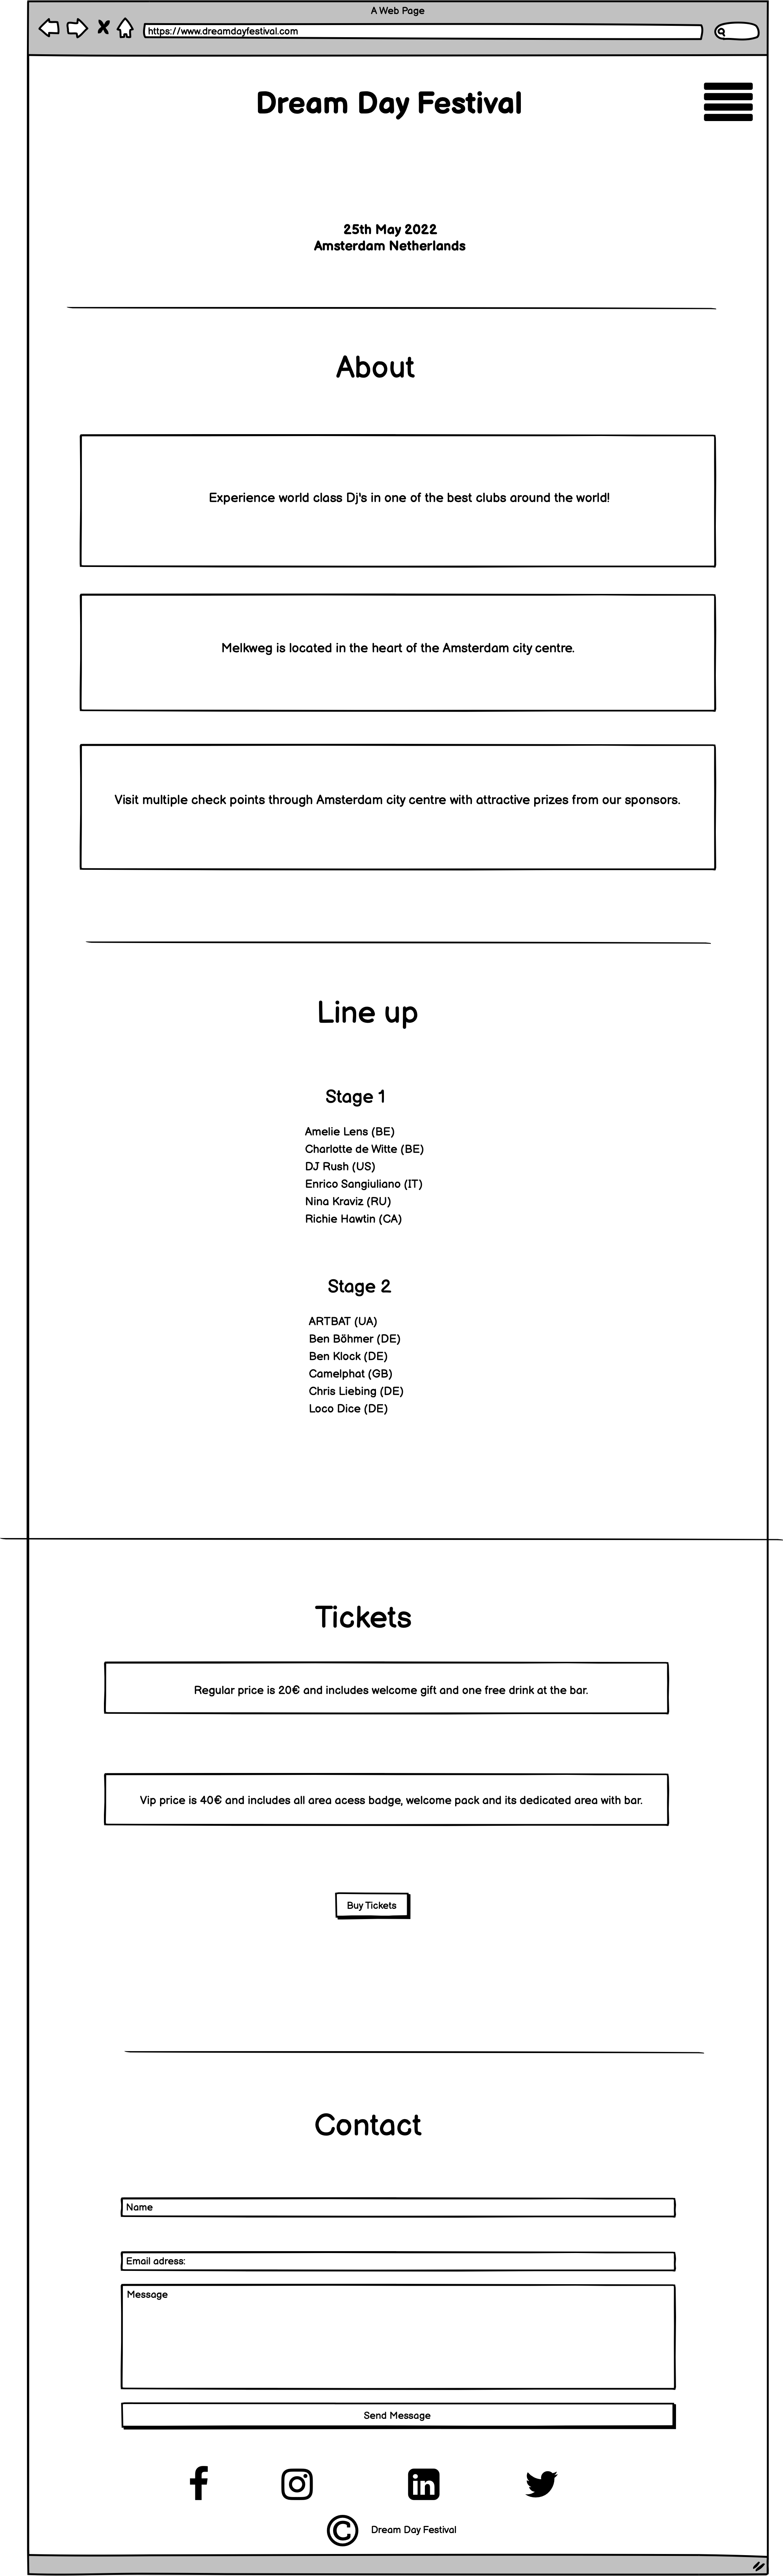 A Web Page
https://www.dreamdayfestival.com
Dream Day Festival
25th May 2022
Amsterdam Netherlands
About
Experience world class Dj's in one of the best clubs around the world!
Melkweg is located in the heart of the Amsterdam city centre.
Visit multiple check points through Amsterdam city centre with attractive prizes from our sponsors.
Line up
Stage 1
Amelie Lens (BE)
Charlotte de Witte (BE)
DJ Rush (US)
Enrico Sangiuliano (IT)
Nina Kraviz (RU)
Richie Hawtin (CA)
Stage 2
ARTBAT (UA)
Ben Böhmer (DE)
Ben Klock (DE)
Camelphat (GB)
Chris Liebing (DE)
Loco Dice (DE)
Tickets
Regular price is 20€ and includes welcome gift and one free drink at the bar.
Vip price is 40€ and includes all area acess badge, welcome pack and its dedicated area with bar.
Buy Tickets
Contact
Name
Email adress:
Message
Send Message
© Dream Day Festival